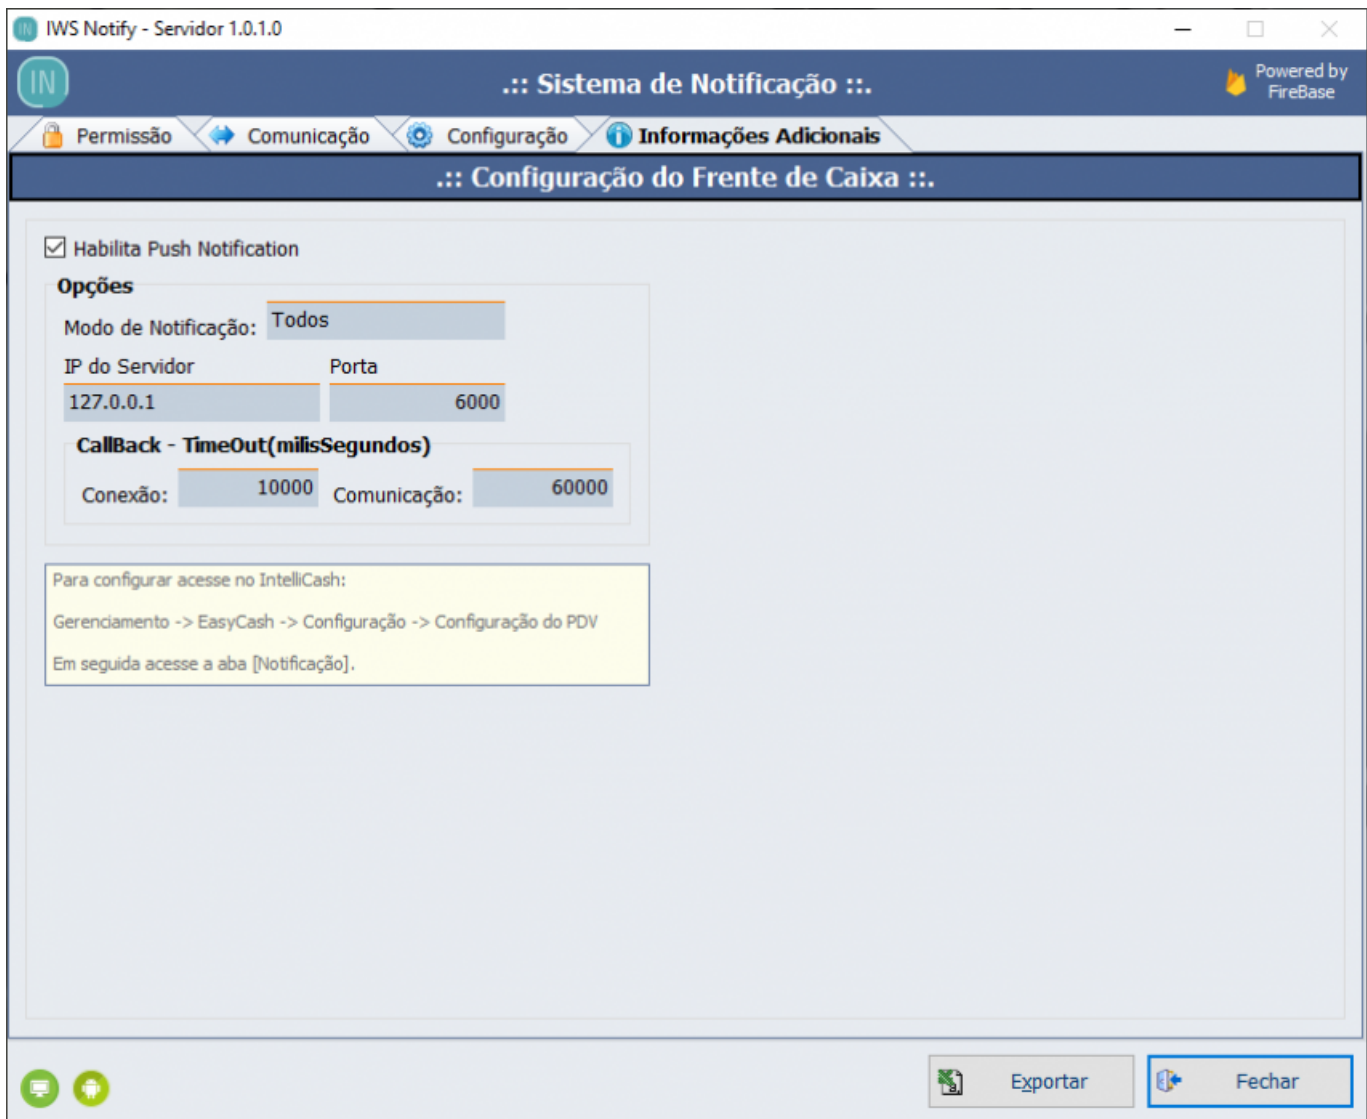 IWS Notify - Servidor 1.0.1.0
IN
.:: Sistema de Notificação ::.
Powered by
FireBase
Permissão Comunicação Configuração Informações Adicionais
.:: Configuração do Frente de Caixa ::.
Habilita Push Notification
Opções
Modo de Notificação: Todos
IP do Servidor Porta
127.0.0.1 6000
CallBack - TimeOut(milisSegundos)
Conexão: 10000 Comunicação: 60000
Para configurar acesse no IntelliCash:
Gerenciamento -> EasyCash -> Configuração -> Configuração do PDV
Em seguida acesse a aba [Notificação].
Exportar Fechar